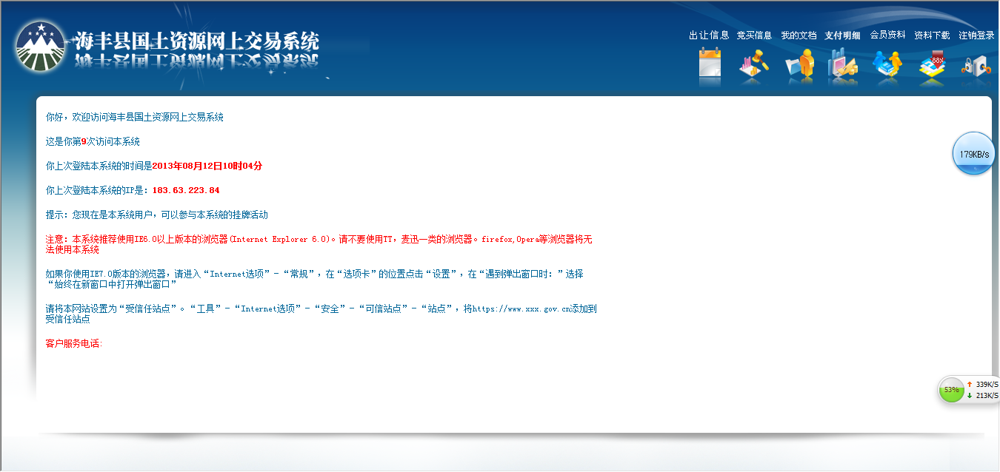 海丰县国土资源网上交易系统
出让信息 竞买信息 我的文档 支付明细 会员资料 资料下载 注销登录
88%
你好，欢迎访问海丰县国土资源网上交易系统
这是你第9次访问本系统
179KB/s
你上次登陆本系统的时间是2013年08月12日10时04分
你上次登陆本系统的IP是：183.63.223.84
提示：您现在是本系统用户，可以参与本系统的挂牌活动
注意：本系统推荐使用IE6.0以上版本的浏览器(Internet Explorer 6.0)。请不要使用TT，麦迅一类的浏览器。firefox,Opera等浏览器将无
法使用本系统
如果你使用IE7.0版本的浏览器，请进入“Internet选项”-“常规”，在“选项卡”的位置点击“设置”，在“遇到弹出窗口时：”选择
“始终在新窗口中打开弹出窗口”
请将本网站设置为“受信任站点”。“工具”-“Internet选项”-“安全”-“可信站点”-“站点”，将https://www.xxx.gov.cn添加到
受信任站点
客户服务电话:
53%
339K/S
213K/S